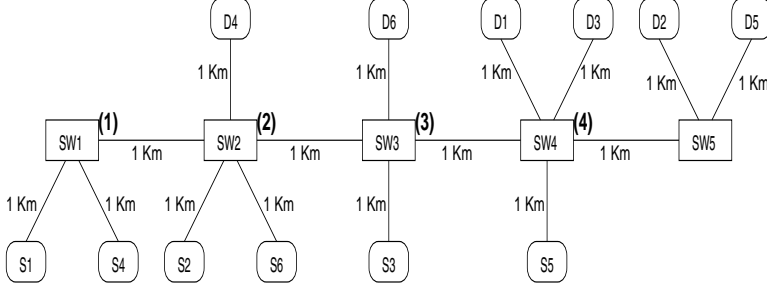 D4 D6 D1 D3 D2 D5
1 Km 1 Km 1 Km 1 Km 1 Km 1 Km
(1) (2) (3) (4)
SW1 SW2 SW3 SW4 SW5
1 Km 1 Km 1 Km 1 Km
1 Km 1 Km 1 Km 1 Km 1 Km 1 Km
S1 S4 S2 S6 S3 S5